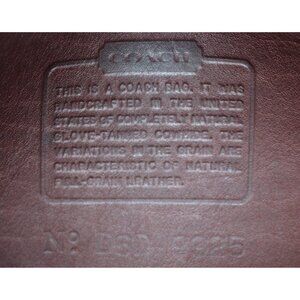 COACH
THIS IS A COACH BAG. IT WAS
HANDCRAFTED IN THE UNITED
STATES OF COMPLETELY NATURAL
GLOVE-TANNED COWHIDE. THE
VARIATIONS IN THE GRAIN ARE
CHARACTERISTIC OF NATURAL
FULL-GRAIN LEATHER.
Nº